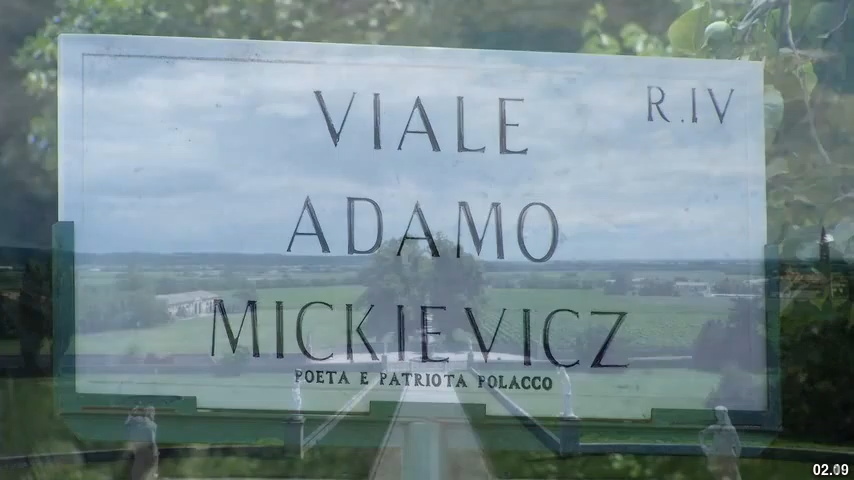 VIALE
R.IV
ADAMO
MICKIEVICZ
POETA E PATRIOTA POLACCO
02.09